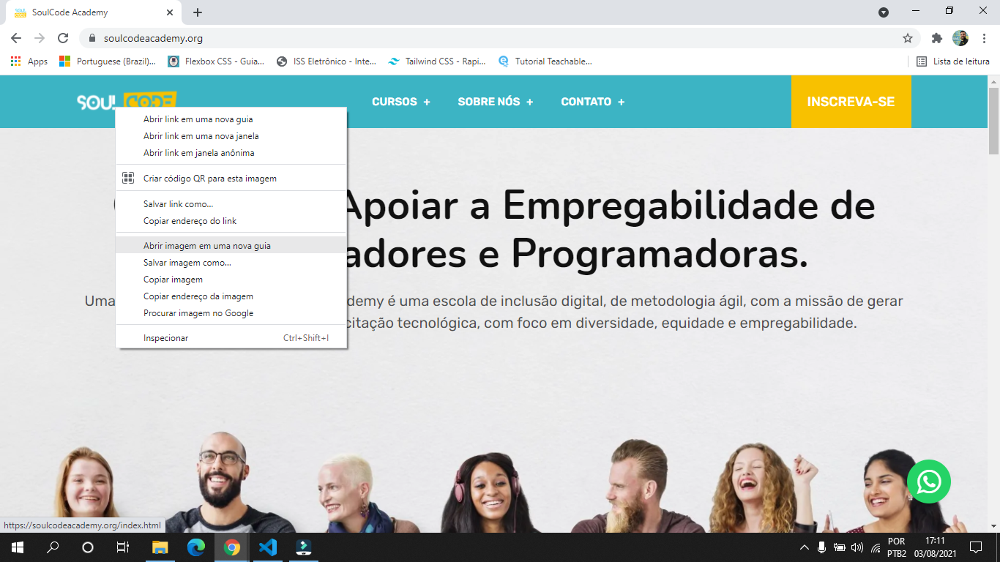 SoulCode Academy
soulcodeacademy.org
Apps Portuguese (Brazil)... Flexbox CSS - Guia... ISS Eletrônico - Inte... Tailwind CSS - Rapi... Tutorial Teachable... Lista de leitura
SOUL CODE CURSOS + SOBRE NÓS + CONTATO + INSCREVA-SE
Abrir link em uma nova guia
Abrir link em uma nova janela
Abrir link em janela anônima
Criar código QR para esta imagem
Salvar link como...
Copiar endereço do link
Abrir imagem em uma nova guia
Salvar imagem como...
Copiar imagem
Copiar endereço da imagem
Procurar imagem no Google
Inspecionar Ctrl+Shift+I
Apoiar a Empregabilidade de
adores e Programadoras.
Uma
demy é uma escola de inclusão digital, de metodologia ágil, com a missão de gerar
citação tecnológica, com foco em diversidade, equidade e empregabilidade.
https://soulcodeacademy.org/index.html
POR
PTB2
17:11
03/08/2021